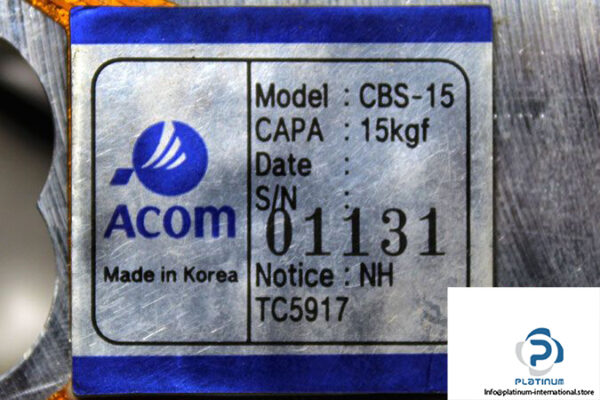 Acom
Made in Korea
Model : CBS-15
CAPA : 15kgf
Date :
S/N :
01131
Notice : NH
TC5917
PLATINUM
Info@platinum-international.store